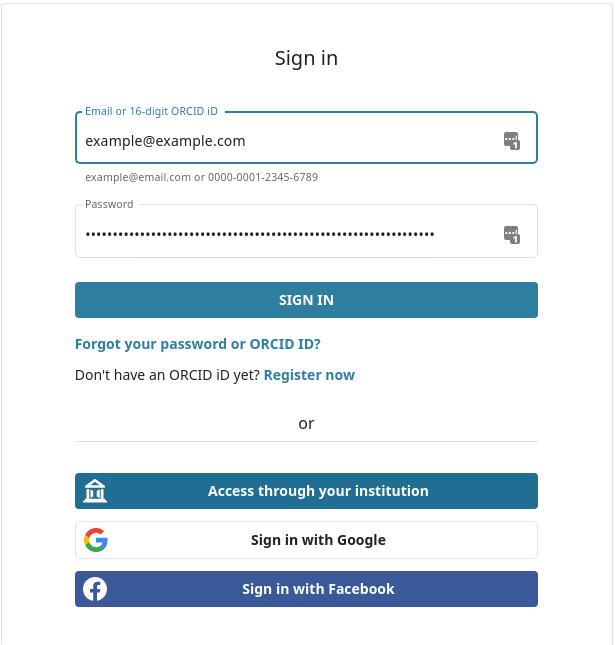 Sign in
Email or 16-digit ORCID iD
example@example.com
example@email.com or 0000-0001-2345-6789
Password
••••••••••••••••••••••••••••••••••••••••••••••••••••••••••••••••
SIGN IN
Forgot your password or ORCID ID?
Don't have an ORCID iD yet? Register now
or
Access through your institution
Sign in with Google
Sign in with Facebook